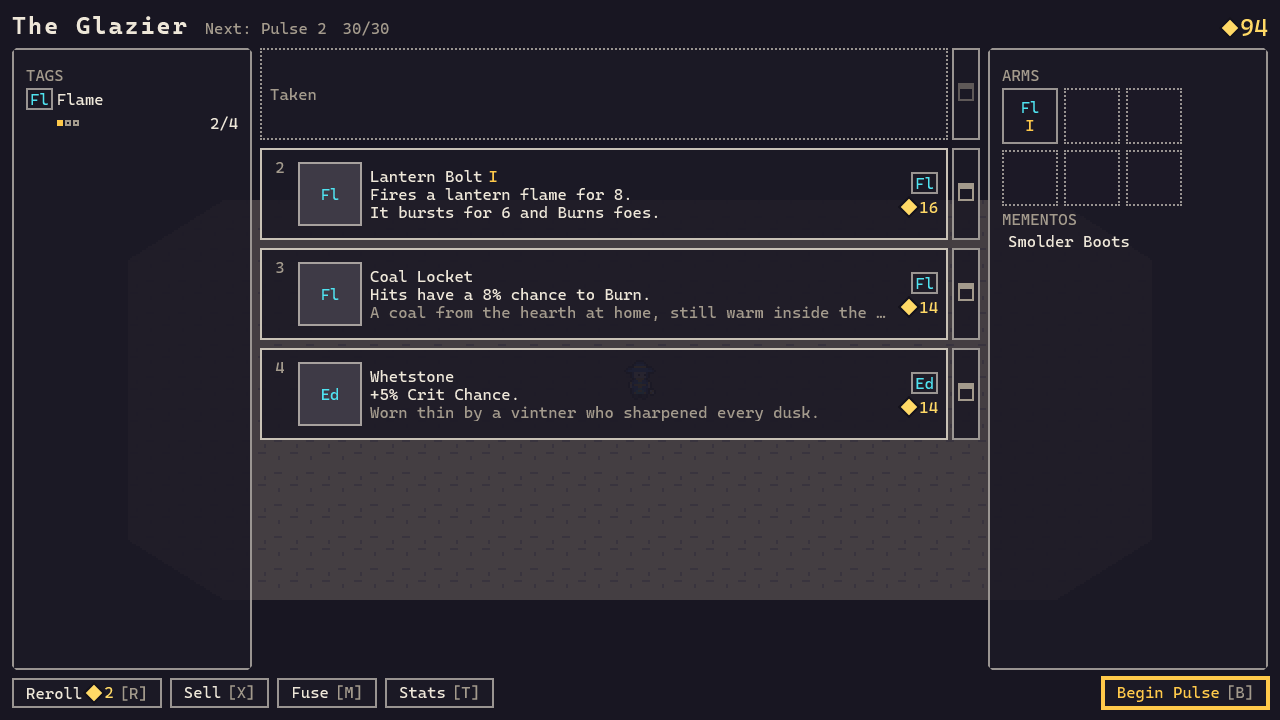 The Glazier Next: Pulse 2 30/30 94
TAGS
Fl Flame
2/4
Taken
2
Fl
Lantern Bolt I
Fires a lantern flame for 8.
It bursts for 6 and Burns foes.
Fl
16
3
Fl
Coal Locket
Hits have a 8% chance to Burn.
A coal from the hearth at home, still warm inside the …
Fl
14
4
Ed
Whetstone
+5% Crit Chance.
Worn thin by a vintner who sharpened every dusk.
Ed
14
ARMS
Fl
I
MEMENTOS
Smolder Boots
Reroll 2 [R] Sell [X] Fuse [M] Stats [T] Begin Pulse [B]